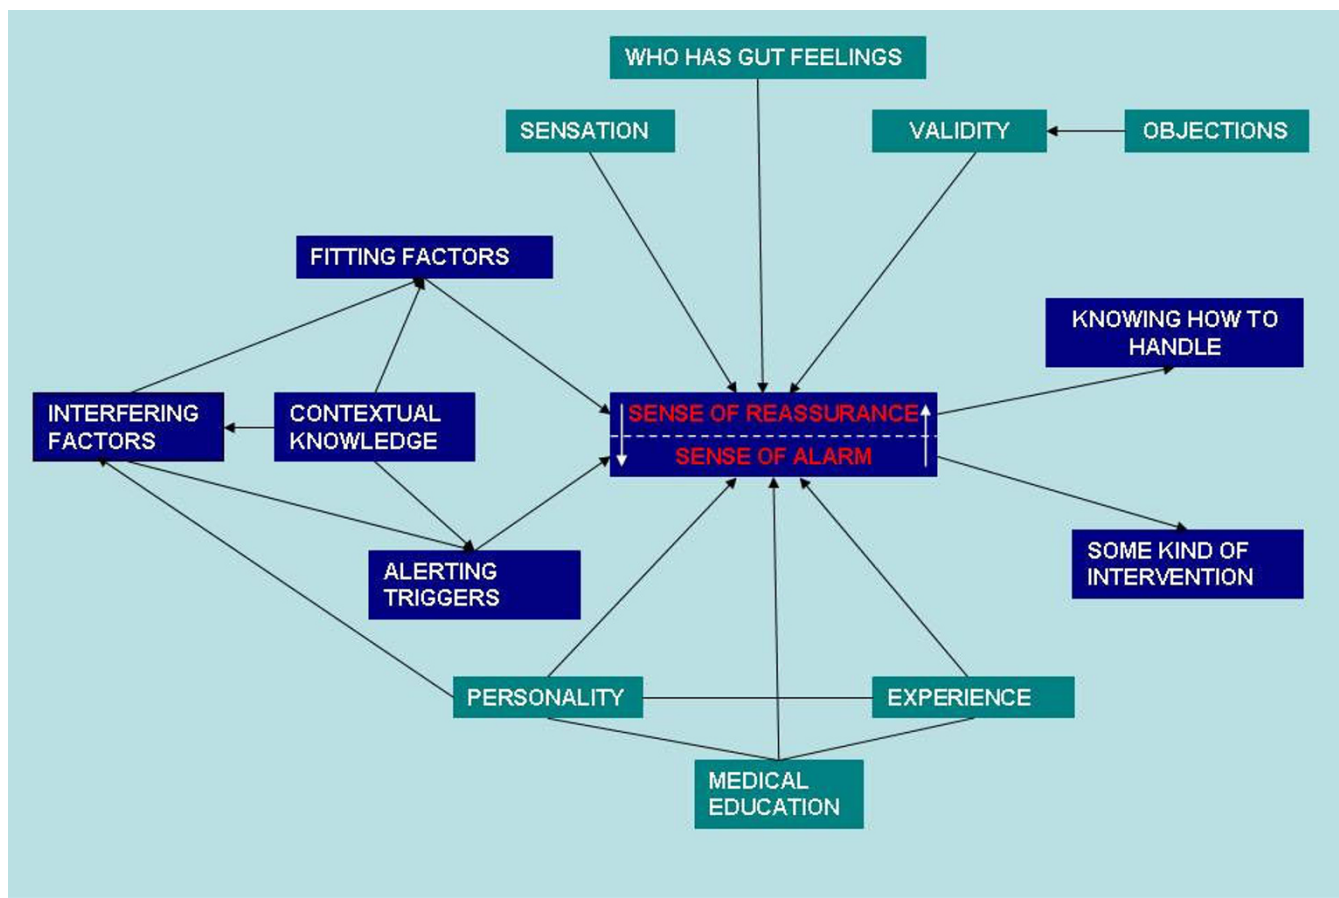 WHO HAS GUT FEELINGS
SENSATION
VALIDITY
OBJECTIONS
FITTING FACTORS
KNOWING HOW TO
HANDLE
INTERFERING
FACTORS
CONTEXTUAL
KNOWLEDGE
SENSE OF REASSURANCE
SENSE OF ALARM
SOME KIND OF
INTERVENTION
ALERTING
TRIGGERS
PERSONALITY
EXPERIENCE
MEDICAL
EDUCATION